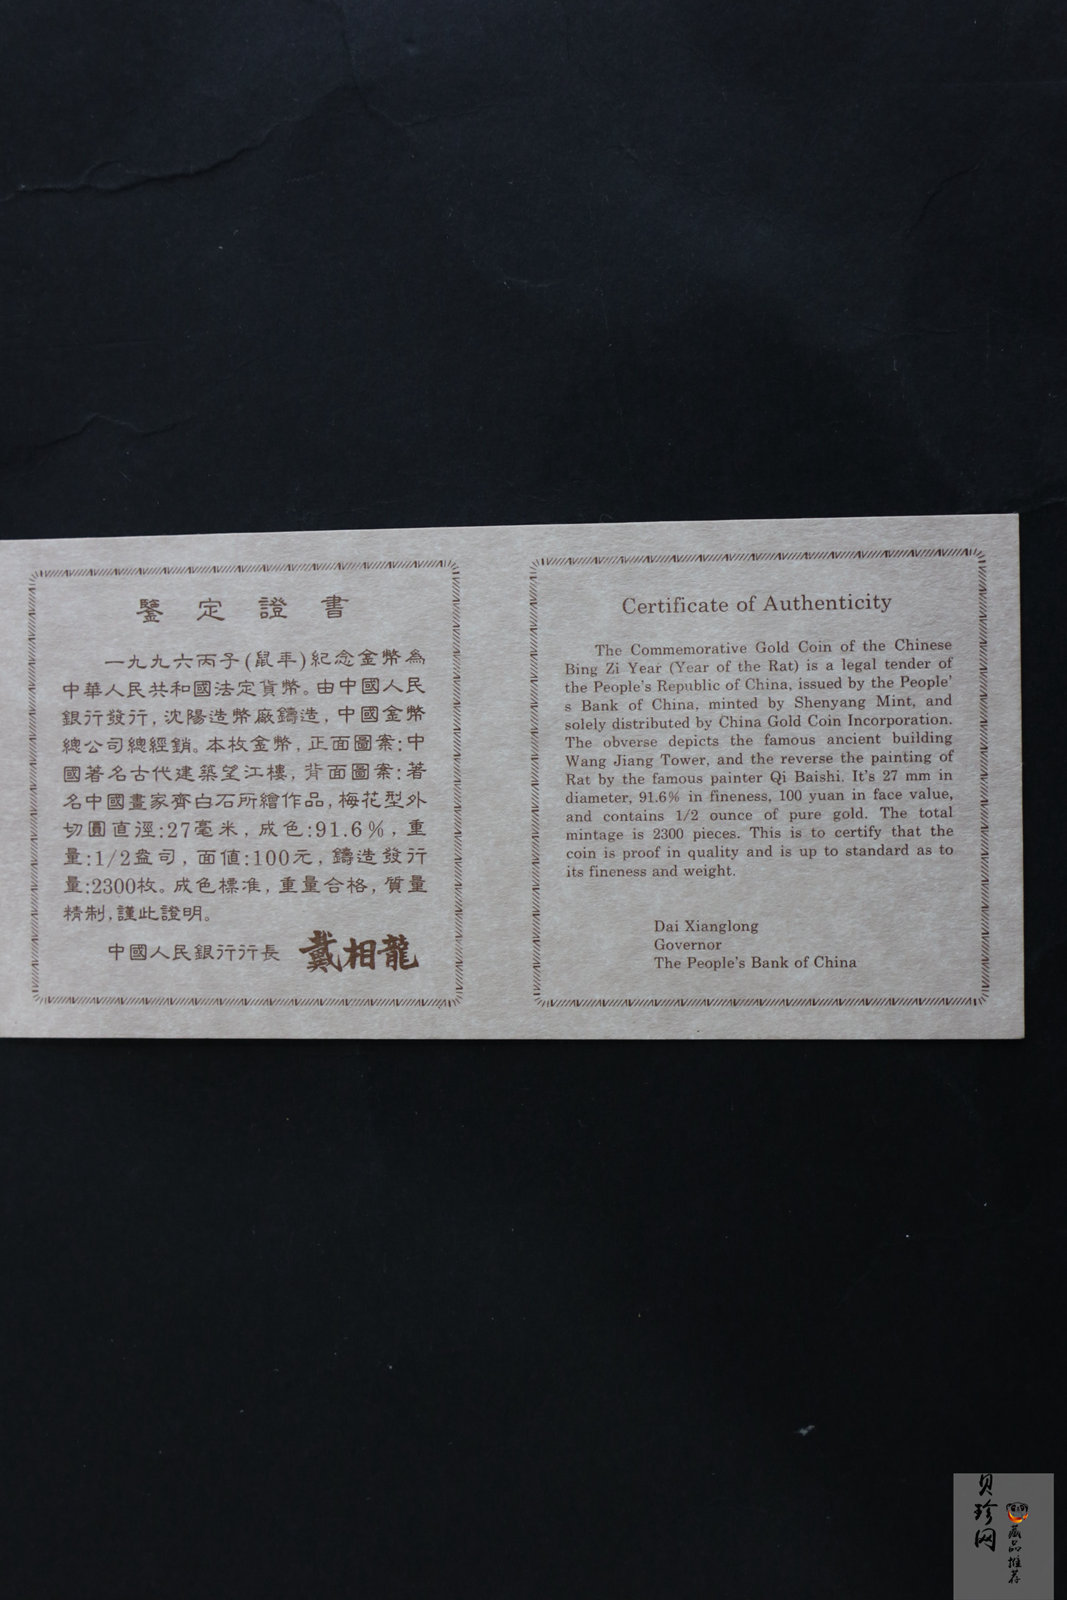 鑒定證書
一九九六丙子(鼠年)紀念金幣為
中華人民共和國法定貨幣。由中國人民
銀行發行,沈陽造幣廠鑄造,中國金幣
總公司總經銷。本枚金幣,正面圖案:中
國著名古代建築望江樓,背面圖案:著
名中國畫家齊白石所繪作品,梅花型外
切圓直徑:27毫米,成色:91.6%,重
量:1/2盎司,面值:100元,鑄造發行
量:2300枚。成色標准,重量合格,質量
精制,謹此證明。
中國人民銀行行長 戴相龍
Certificate of Authenticity
The Commemorative Gold Coin of the Chinese
Bing Zi Year (Year of the Rat) is a legal tender of
the People's Republic of China, issued by the People'
s Bank of China, minted by Shenyang Mint, and
solely distributed by China Gold Coin Incorporation.
The obverse depicts the famous ancient building
Wang Jiang Tower, and the reverse the painting of
Rat by the famous painter Qi Baishi. It's 27 mm in
diameter, 91.6% in fineness, 100 yuan in face value,
and contains 1/2 ounce of pure gold. The total
mintage is 2300 pieces. This is to certify that the
coin is proof in quality and is up to standard as to
its fineness and weight.
Dai Xianglong
Governor
The People's Bank of China
贝珍网
藏品推荐